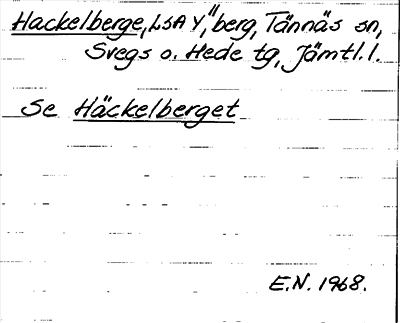 Hackelberge, LSA Y, "berg, Tännäs sn,
Svegs o. Hede tg, Jämtl. l.
Se Häckelberget
E.N. 1968.